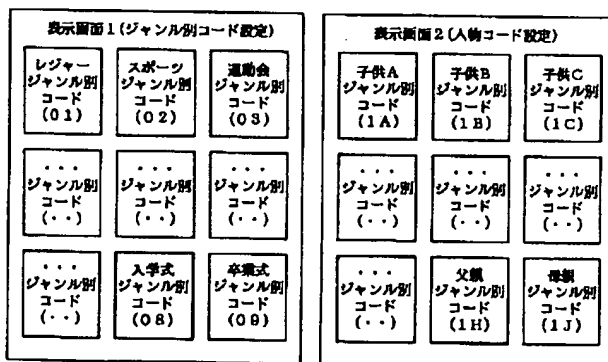 表示画面1(ジャンル別コード設定)
レジャー
ジャンル別
コード
(01)
スポーツ
ジャンル別
コード
(02)
運動会
ジャンル別
コード
(03)
・・・
ジャンル別
コード
(・・)
・・・
ジャンル別
コード
(・・)
・・・
ジャンル別
コード
(・・)
・・・
ジャンル別
コード
(・・)
入学式
ジャンル別
コード
(08)
卒業式
ジャンル別
コード
(09)
表示画面2(人物コード設定)
子供A
ジャンル別
コード
(1A)
子供B
ジャンル別
コード
(1B)
子供C
ジャンル別
コード
(1C)
・・・
ジャンル別
コード
(・・)
・・・
ジャンル別
コード
(・・)
・・・
ジャンル別
コード
(・・)
・・・
ジャンル別
コード
(・・)
父親
ジャンル別
コード
(1H)
母親
ジャンル別
コード
(1J)